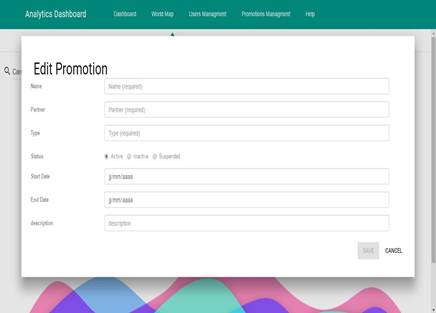 Analytics Dashboard Dashboard World Map Users Managment Promotions Managment Help
Edit Promotion
Name Name (required)
Partner Partner (required)
Type Type (required)
Status Active Inactive Suspended
Start Date jj/mm/aaaa
End Date jj/mm/aaaa
description description
SAVE CANCEL